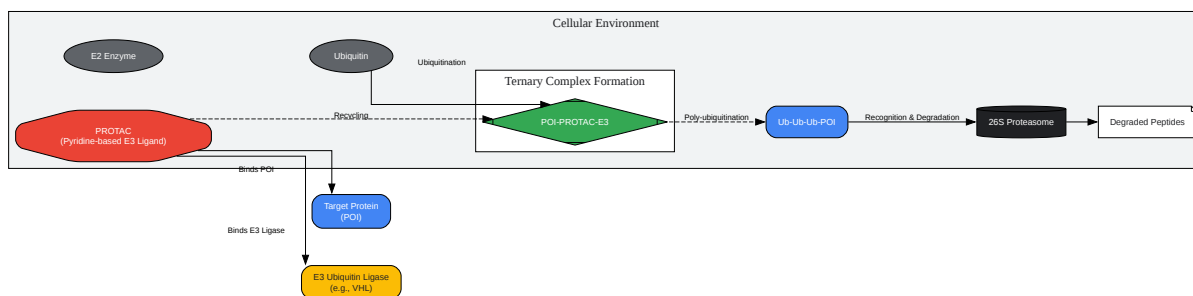 Cellular Environment
E2 Enzyme
Ubiquitin
Ubiquitination
Ternary Complex Formation
PROTAC
(Pyridine-based E3 Ligand)
Recycling
POI-PROTAC-E3
Poly-ubiquitination
Ub-Ub-Ub-POI
Recognition & Degradation
26S Proteasome
Degraded Peptides
Binds POI
Target Protein
(POI)
Binds E3 Ligase
E3 Ubiquitin Ligase
(e.g., VHL)